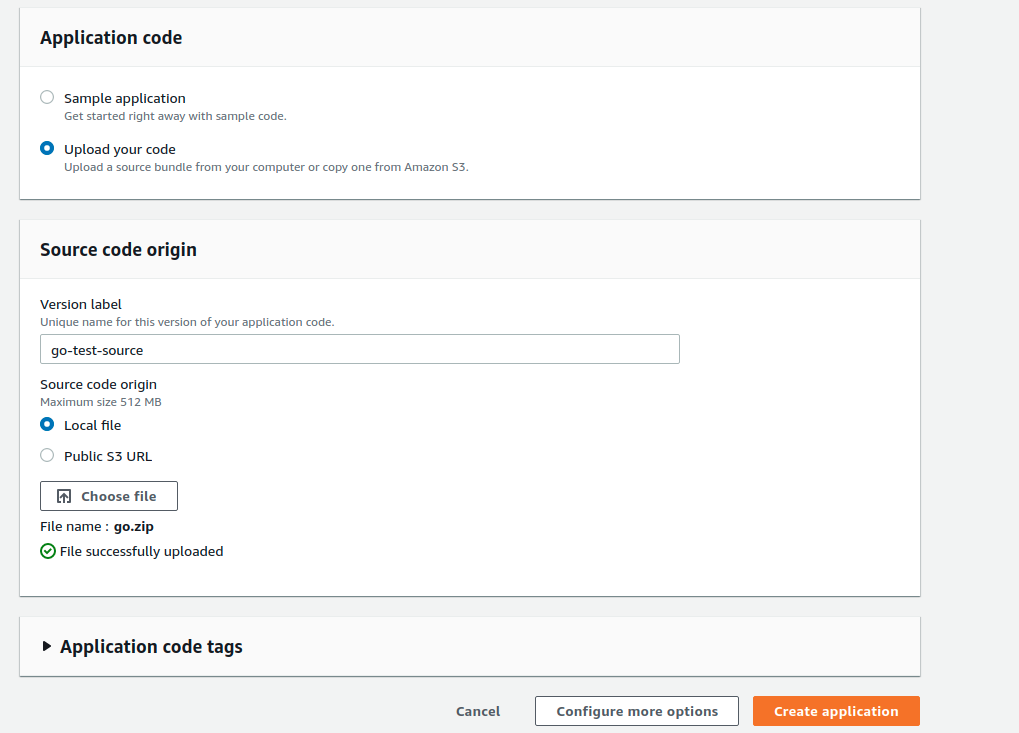 Application code
Sample application
Get started right away with sample code.
Upload your code
Upload a source bundle from your computer or copy one from Amazon S3.
Source code origin
Version label
Unique name for this version of your application code.
go-test-source
Source code origin
Maximum size 512 MB
Local file
Public S3 URL
Choose file
File name : go.zip
File successfully uploaded
Application code tags
Cancel Configure more options Create application